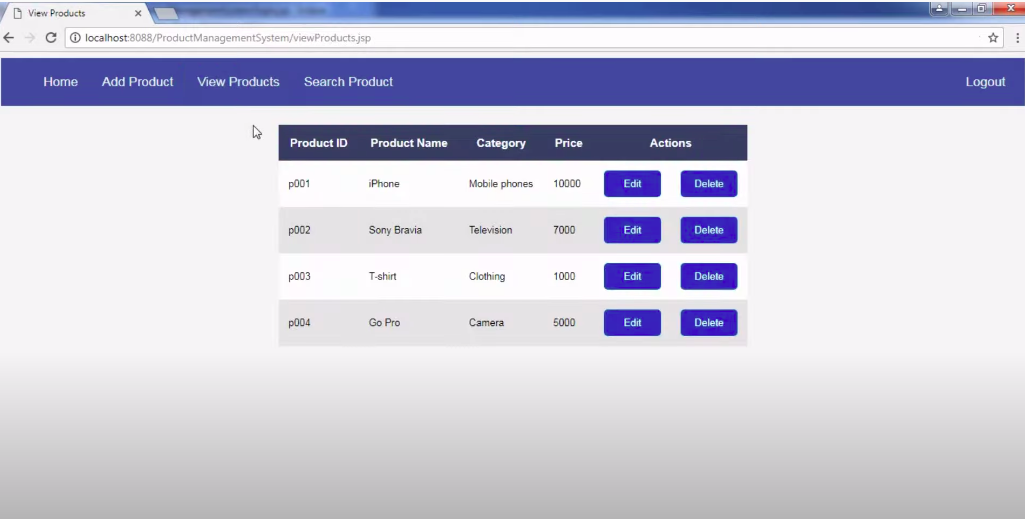 View Products
localhost:8088/ProductManagementSystem/viewProducts.jsp
Home Add Product View Products Search Product Logout
Product ID Product Name Category Price Actions
p001 iPhone Mobile phones 10000 Edit Delete
p002 Sony Bravia Television 7000 Edit Delete
p003 T-shirt Clothing 1000 Edit Delete
p004 Go Pro Camera 5000 Edit Delete